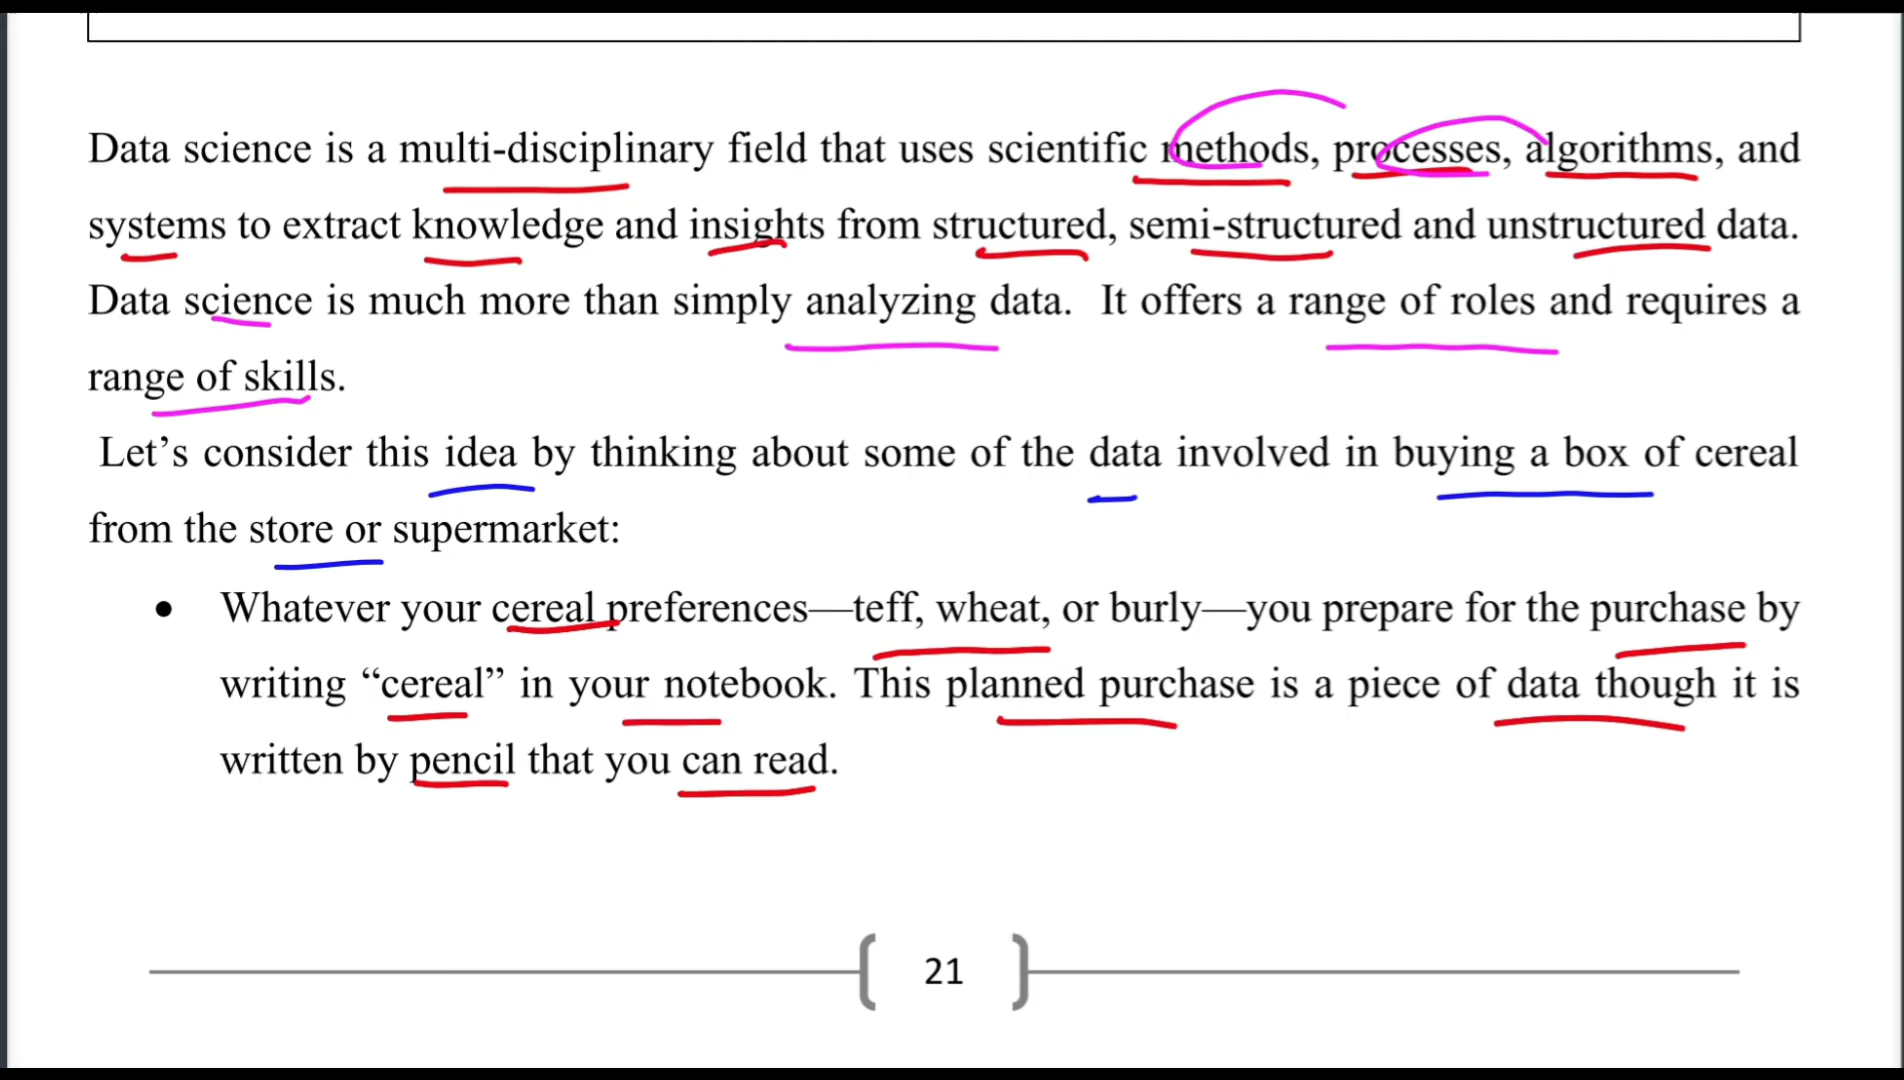 Data science is a multi-disciplinary field that uses scientific methods, processes, algorithms, and
systems to extract knowledge and insights from structured, semi-structured and unstructured data.
Data science is much more than simply analyzing data. It offers a range of roles and requires a
range of skills.
Let’s consider this idea by thinking about some of the data involved in buying a box of cereal
from the store or supermarket:
● Whatever your cereal preferences—teff, wheat, or burly—you prepare for the purchase by
writing “cereal” in your notebook. This planned purchase is a piece of data though it is
written by pencil that you can read.
21